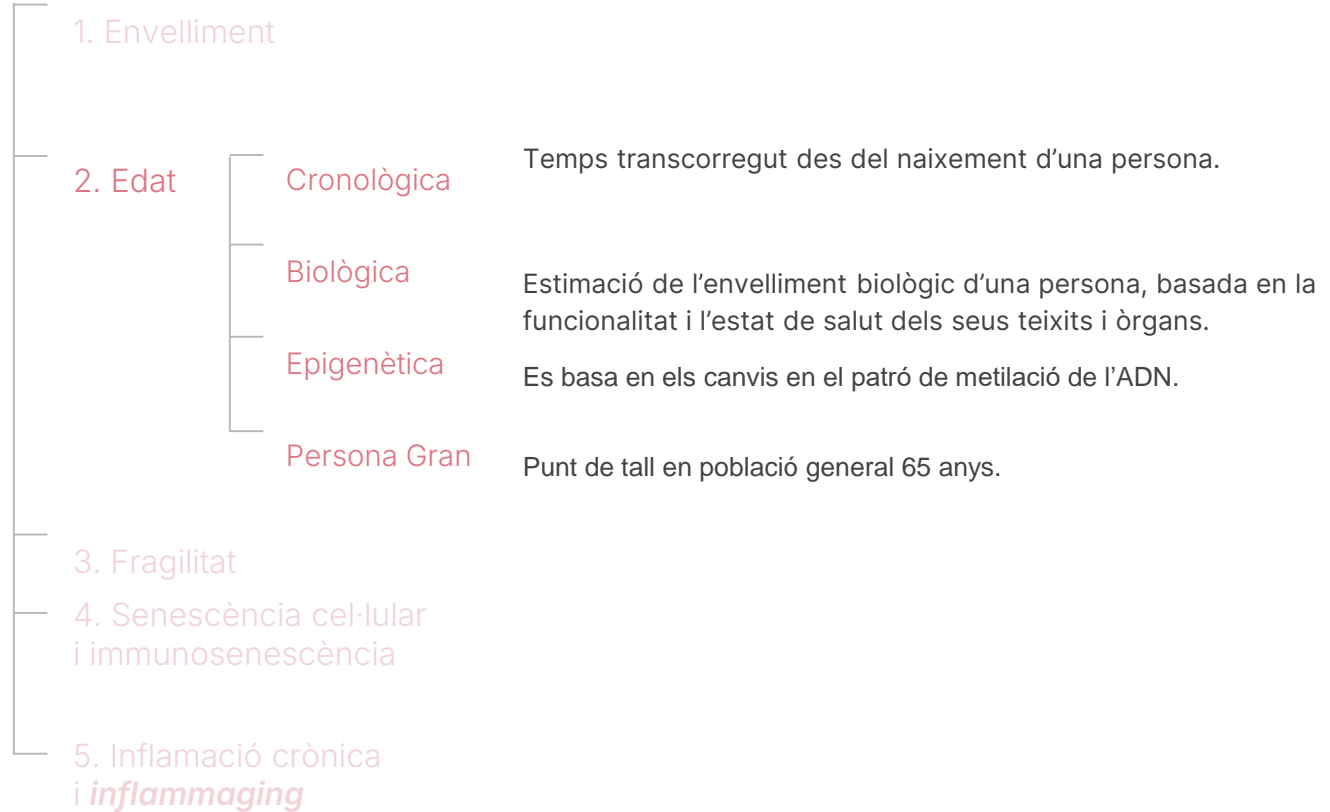 1. Envelliment
2. Edat
Cronològica
Temps transcorregut des del naixement d’una persona.
Biològica
Estimació de l’envelliment biològic d’una persona, basada en la
funcionalitat i l’estat de salut dels seus teixits i òrgans.
Epigenètica
Es basa en els canvis en el patró de metilació de l’ADN.
Persona Gran
Punt de tall en població general 65 anys.
3. Fragilitat
4. Senescència cel·lular
i immunosenescència
5. Inflamació crònica
i inflammaging